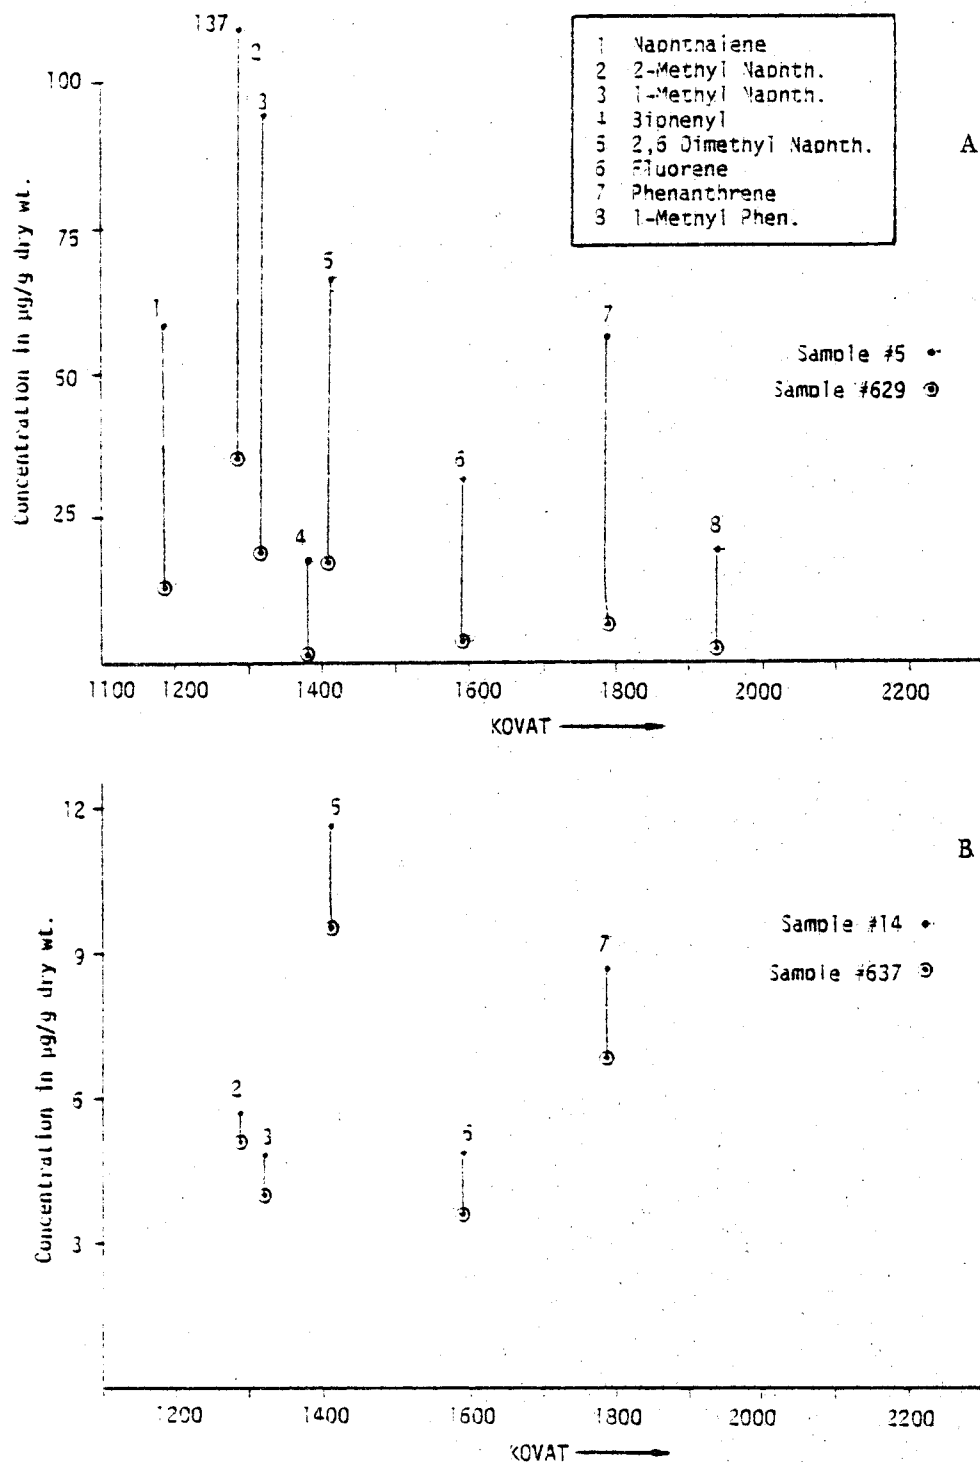 137
2
3
100
75
50
25
Concentration in µg/g dry wt.
1 Naphthalene
2 2-Methyl Naphth.
3 1-Methyl Naphth.
4 Biphenyl
5 2,6 Dimethyl Naphth.
6 Fluorene
7 Phenanthrene
8 1-Methyl Phen.
A
1
5
4
6
7
8
Sample #5
Sample #629
1100 1200 1400 1600 1800 2000 2200
KOVAT
12
9
6
3
Concentration in µg/g dry wt.
5
B
Sample #14
7
Sample #637
2
3
6
1200 1400 1600 1800 2000 2200
KOVAT